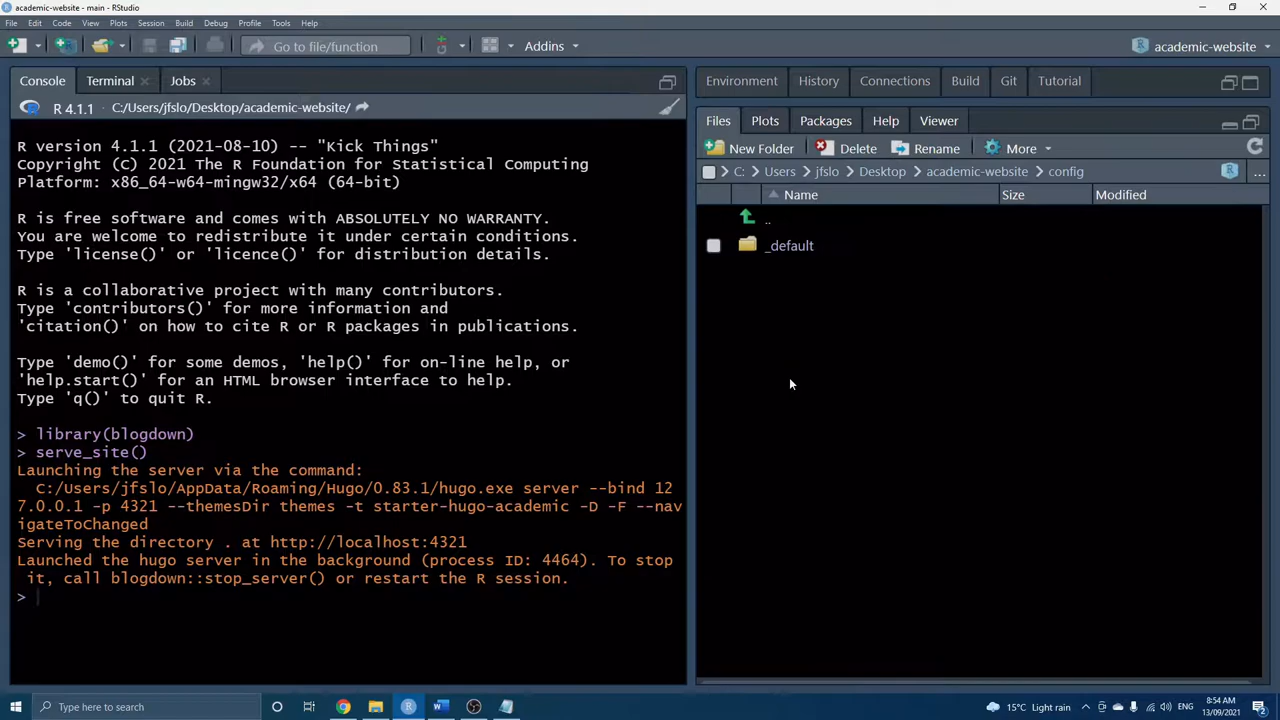 academic-website - main - RStudio
File Edit Code View Plots Session Build Debug Profile Tools Help
Go to file/function Addins academic-website
Console Terminal Jobs
R 4.1.1 C:/Users/jfslo/Desktop/academic-website/
R version 4.1.1 (2021-08-10) -- "Kick Things"
Copyright (C) 2021 The R Foundation for Statistical Computing
Platform: x86_64-w64-mingw32/x64 (64-bit)
R is free software and comes with ABSOLUTELY NO WARRANTY.
You are welcome to redistribute it under certain conditions.
Type 'license()' or 'licence()' for distribution details.
R is a collaborative project with many contributors.
Type 'contributors()' for more information and
'citation()' on how to cite R or R packages in publications.
Type 'demo()' for some demos, 'help()' for on-line help, or
'help.start()' for an HTML browser interface to help.
Type 'q()' to quit R.
> library(blogdown)
> serve_site()
Launching the server via the command:
C:/Users/jfslo/AppData/Roaming/Hugo/0.83.1/hugo.exe server --bind 12
7.0.0.1 -p 4321 --themesDir themes -t starter-hugo-academic -D -F --nav
igateToChanged
Serving the directory . at http://localhost:4321
Launched the hugo server in the background (process ID: 4464). To stop
it, call blogdown::stop_server() or restart the R session.
>
Environment History Connections Build Git Tutorial
Files Plots Packages Help Viewer
New Folder Delete Rename More
C: Users jfslo Desktop academic-website config ...
Name Size Modified
..
_default
Type here to search 15°C Light rain ENG 8:54 AM
13/09/2021 2